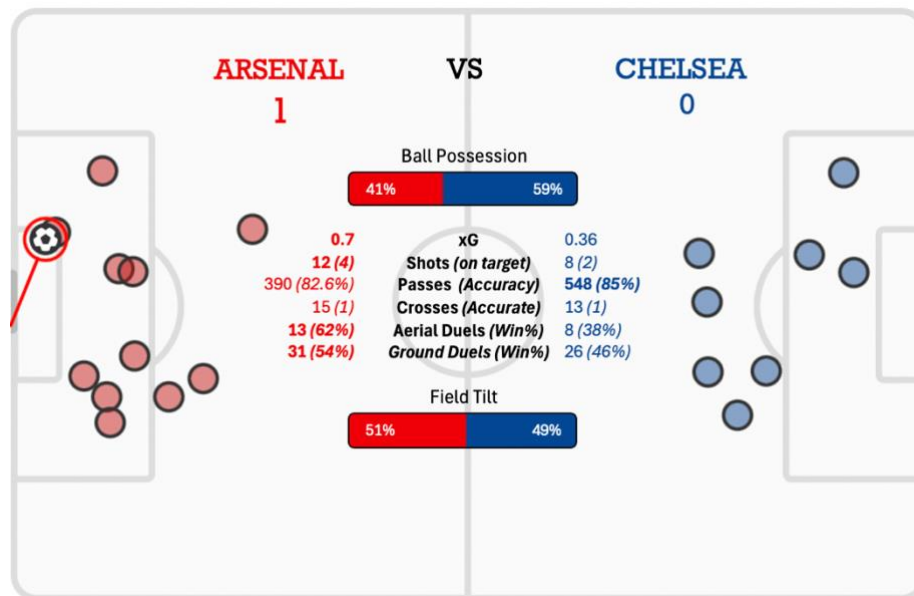 ARSENAL VS CHELSEA
1 0
Ball Possession
41% 59%
0.7 xG 0.36
12 (4) Shots (on target) 8 (2)
390 (82.6%) Passes (Accuracy) 548 (85%)
15 (1) Crosses (Accurate) 13 (1)
13 (62%) Aerial Duels (Win%) 8 (38%)
31 (54%) Ground Duels (Win%) 26 (46%)
Field Tilt
51% 49%